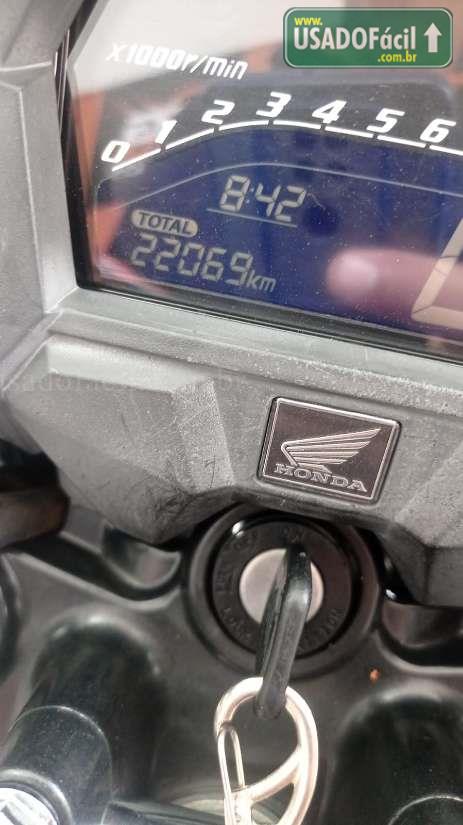 www.
USADOFácil
.com.br
x1000r/min
0 1 2 3 4 5 6
8:42
TOTAL
22069km
HONDA